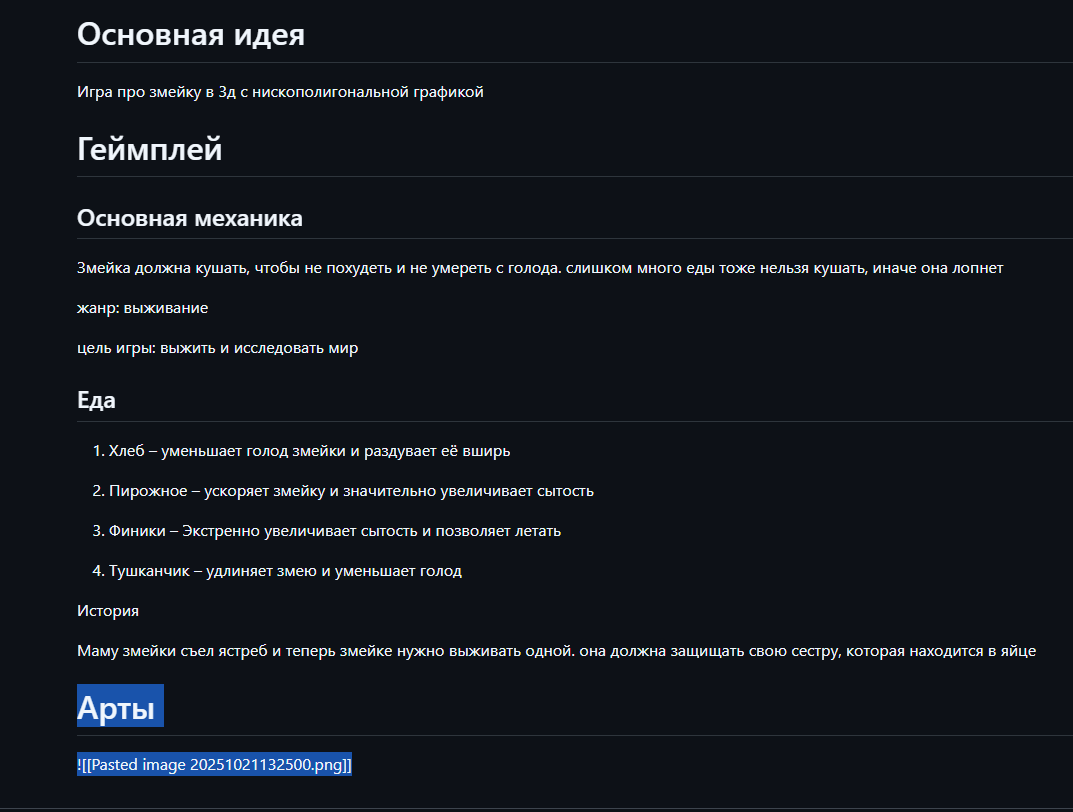 Основная идея
Игра про змейку в 3д с нискополигональной графикой
Геймплей
Основная механика
Змейка должна кушать, чтобы не похудеть и не умереть с голода. слишком много еды тоже нельзя кушать, иначе она лопнет
жанр: выживание
цель игры: выжить и исследовать мир
Еда
1. Хлеб – уменьшает голод змейки и раздувает её вширь
2. Пирожное – ускоряет змейку и значительно увеличивает сытость
3. Финики – Экстренно увеличивает сытость и позволяет летать
4. Тушканчик – удлиняет змею и уменьшает голод
История
Маму змейки съел ястреб и теперь змейке нужно выживать одной. она должна защищать свою сестру, которая находится в яйце
Арты
![[Pasted image 20251021132500.png]]